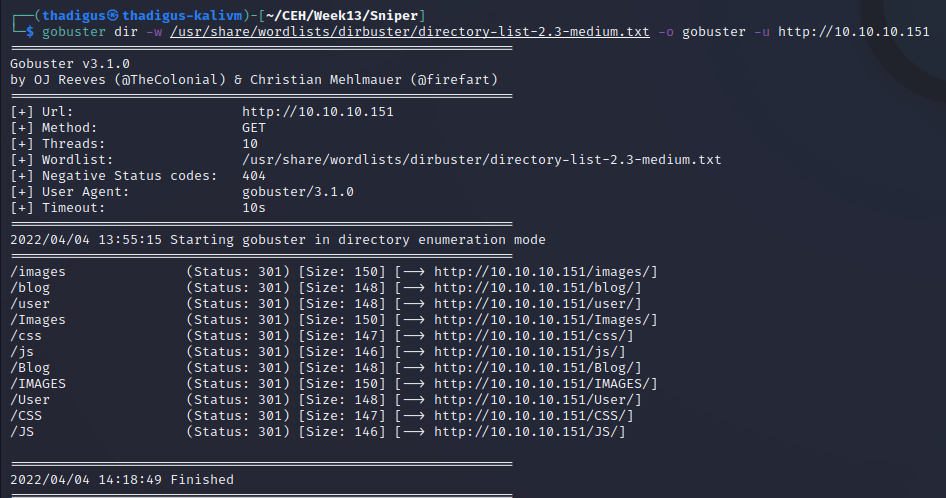 ┌──(thadigus㉿thadigus-kalivm)-[~/CEH/Week13/Sniper]
└─$ gobuster dir -w /usr/share/wordlists/dirbuster/directory-list-2.3-medium.txt -o gobuster -u http://10.10.10.151
===============================================================
Gobuster v3.1.0
by OJ Reeves (@TheColonial) & Christian Mehlmauer (@firefart)
===============================================================
[+] Url:                     http://10.10.10.151
[+] Method:                  GET
[+] Threads:                 10
[+] Wordlist:                /usr/share/wordlists/dirbuster/directory-list-2.3-medium.txt
[+] Negative Status codes:   404
[+] User Agent:              gobuster/3.1.0
[+] Timeout:                 10s
===============================================================
2022/04/04 13:55:15 Starting gobuster in directory enumeration mode
===============================================================
/images               (Status: 301) [Size: 150] [--> http://10.10.10.151/images/]
/blog                 (Status: 301) [Size: 148] [--> http://10.10.10.151/blog/]
/user                 (Status: 301) [Size: 148] [--> http://10.10.10.151/user/]
/Images               (Status: 301) [Size: 150] [--> http://10.10.10.151/Images/]
/css                  (Status: 301) [Size: 147] [--> http://10.10.10.151/css/]
/js                   (Status: 301) [Size: 146] [--> http://10.10.10.151/js/]
/Blog                 (Status: 301) [Size: 148] [--> http://10.10.10.151/Blog/]
/IMAGES               (Status: 301) [Size: 150] [--> http://10.10.10.151/IMAGES/]
/User                 (Status: 301) [Size: 148] [--> http://10.10.10.151/User/]
/CSS                  (Status: 301) [Size: 147] [--> http://10.10.10.151/CSS/]
/JS                   (Status: 301) [Size: 146] [--> http://10.10.10.151/JS/]
===============================================================
2022/04/04 14:18:49 Finished
===============================================================